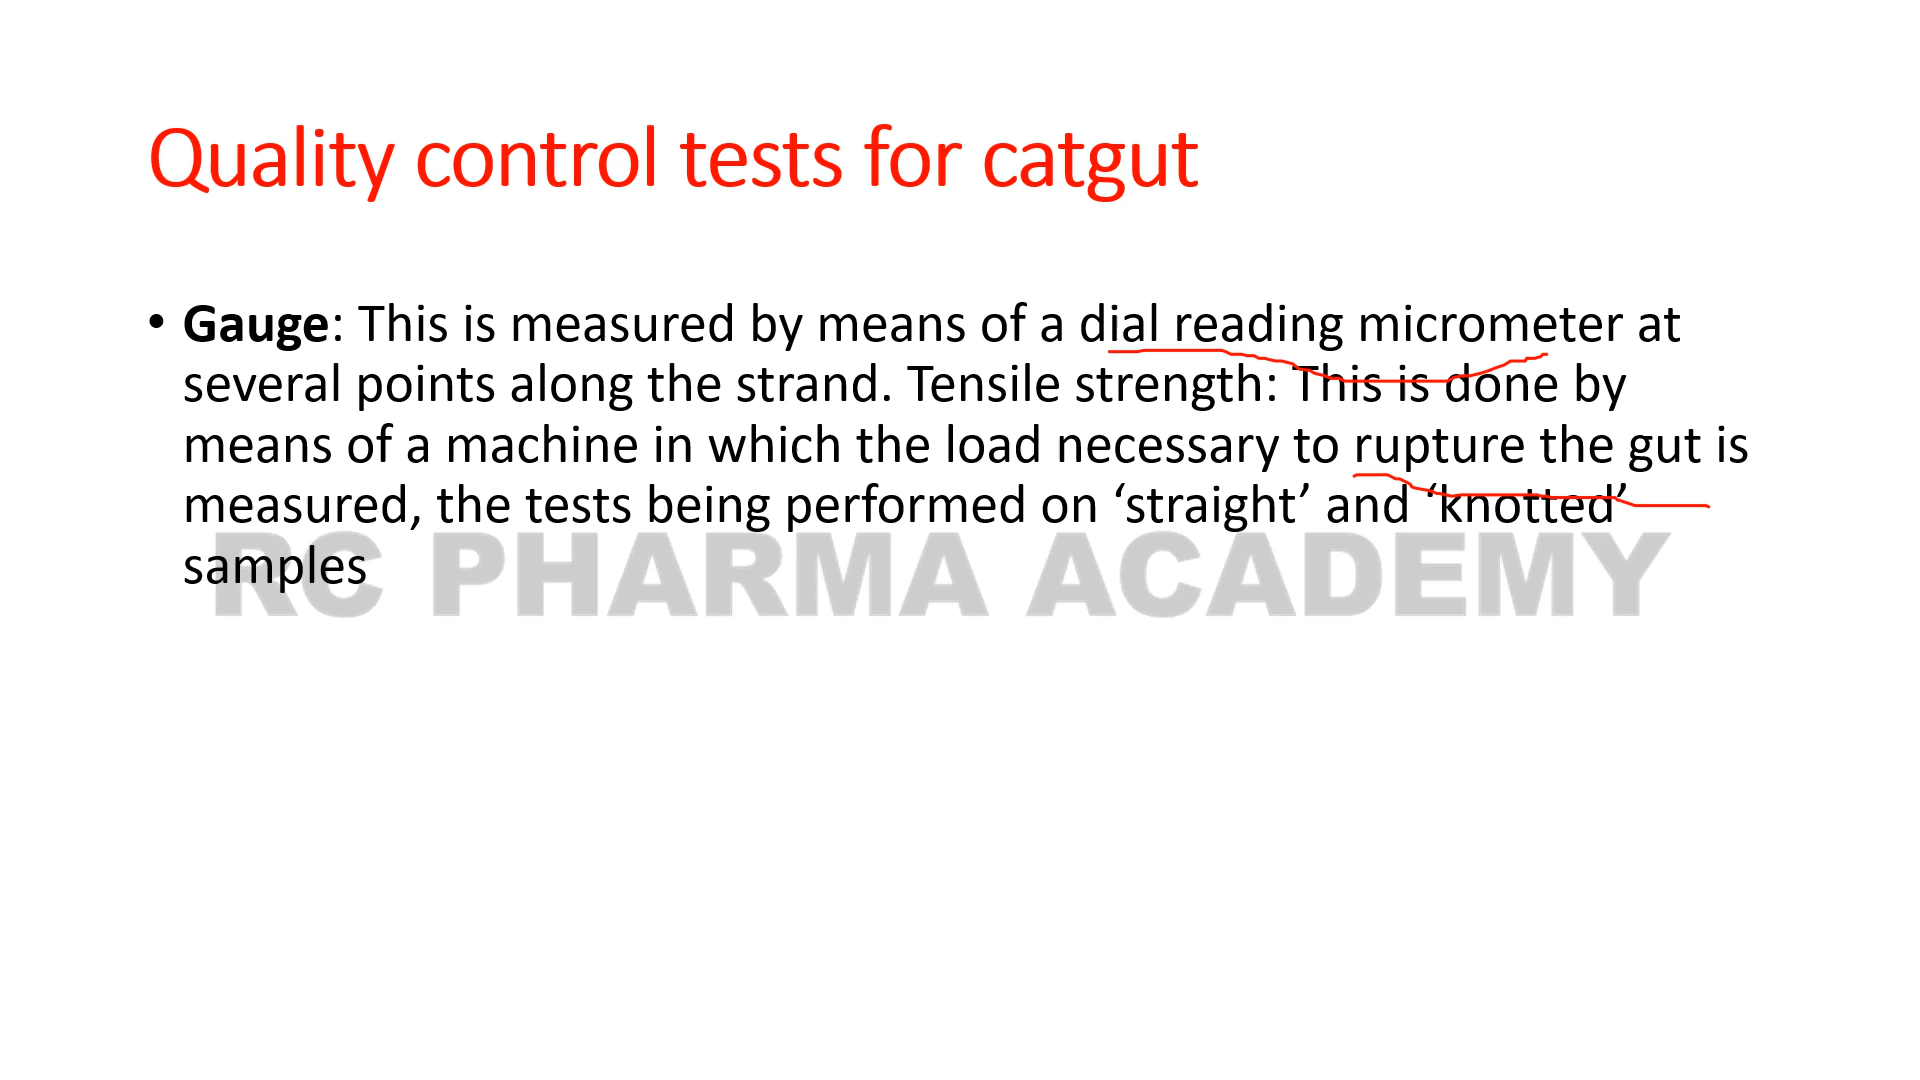 Quality control tests for catgut
• Gauge: This is measured by means of a dial reading micrometer at
several points along the strand. Tensile strength: This is done by
means of a machine in which the load necessary to rupture the gut is
measured, the tests being performed on ‘straight’ and ‘knotted’
samples
RC PHARMA ACADEMY